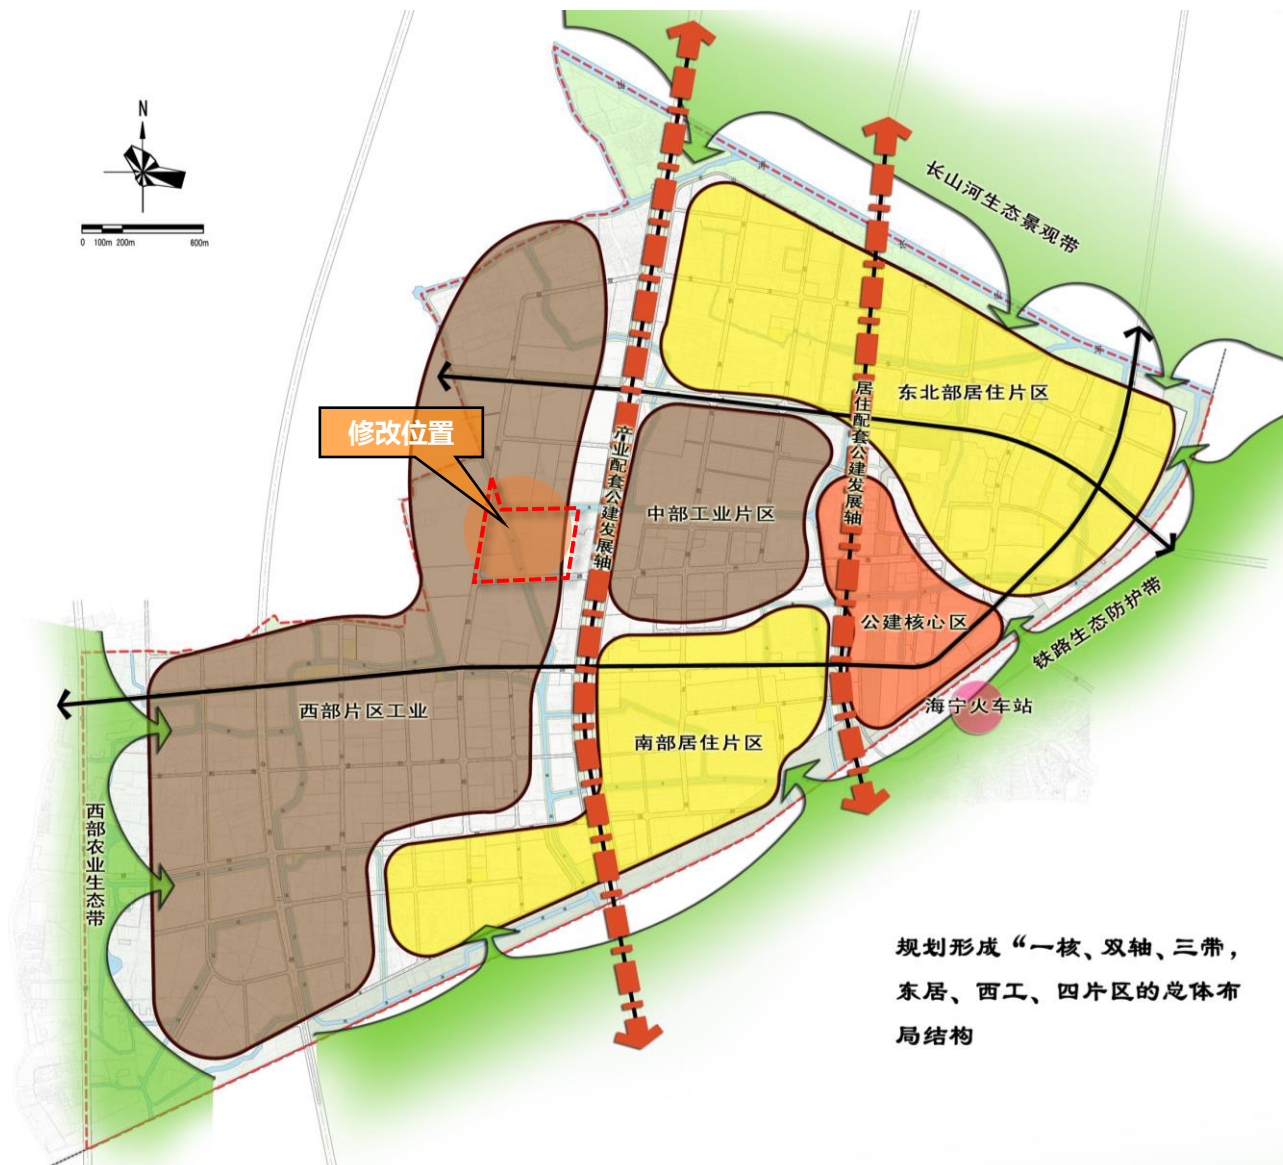 N
0 100m 200m 600m
长山河生态景观带
东北部居住片区
居住配套公建发展轴
产业配套公建发展轴
修改位置
中部工业片区
公建核心区
铁路生态防护带
海宁火车站
西部片区工业
南部居住片区
西部农业生态带
规划形成“一核、双轴、三带，
东居、西工、四片区的总体布
局结构